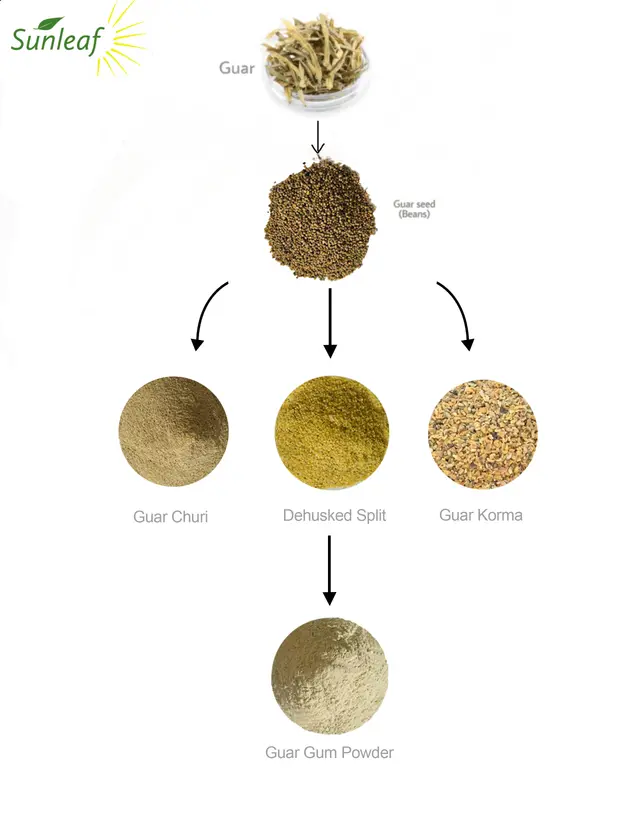 Sunleaf
Guar
Guar seed
(Beans)
Guar Churi
Dehusked Split
Guar Korma
Guar Gum Powder